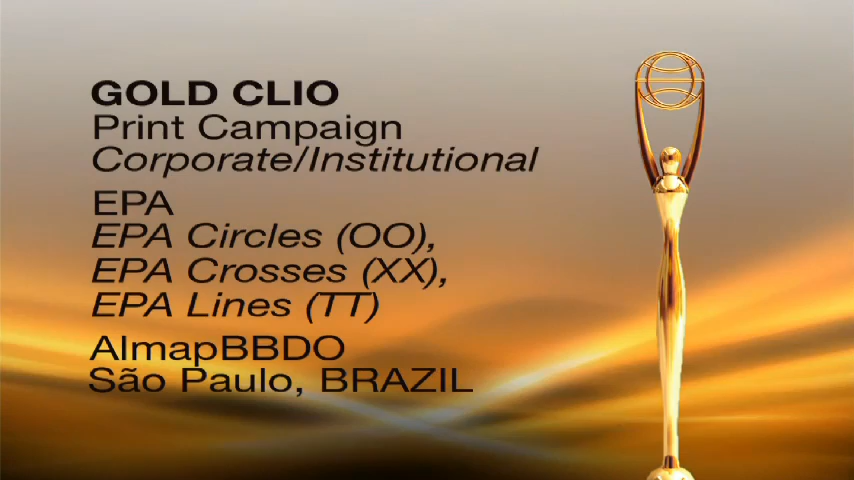 GOLD CLIO
Print Campaign
Corporate/Institutional
EPA
EPA Circles (OO),
EPA Crosses (XX),
EPA Lines (TT)
AlmapBBDO
São Paulo, BRAZIL